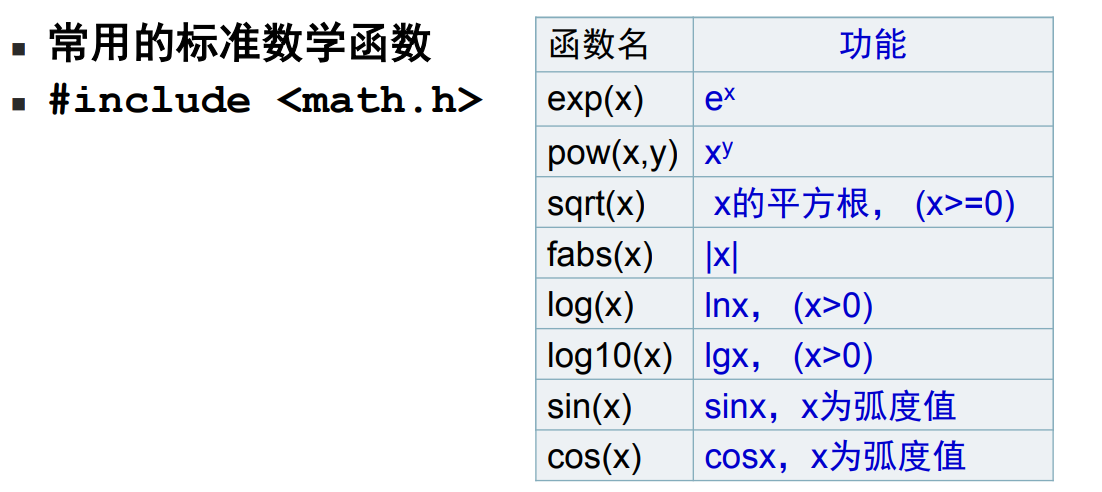 常用的标准数学函数
#include <math.h>
函数名 功能
exp(x) eˣ
pow(x,y) xʸ
sqrt(x) x的平方根， (x>=0)
fabs(x) |x|
log(x) lnx， (x>0)
log10(x) lgx， (x>0)
sin(x) sinx，x为弧度值
cos(x) cosx，x为弧度值